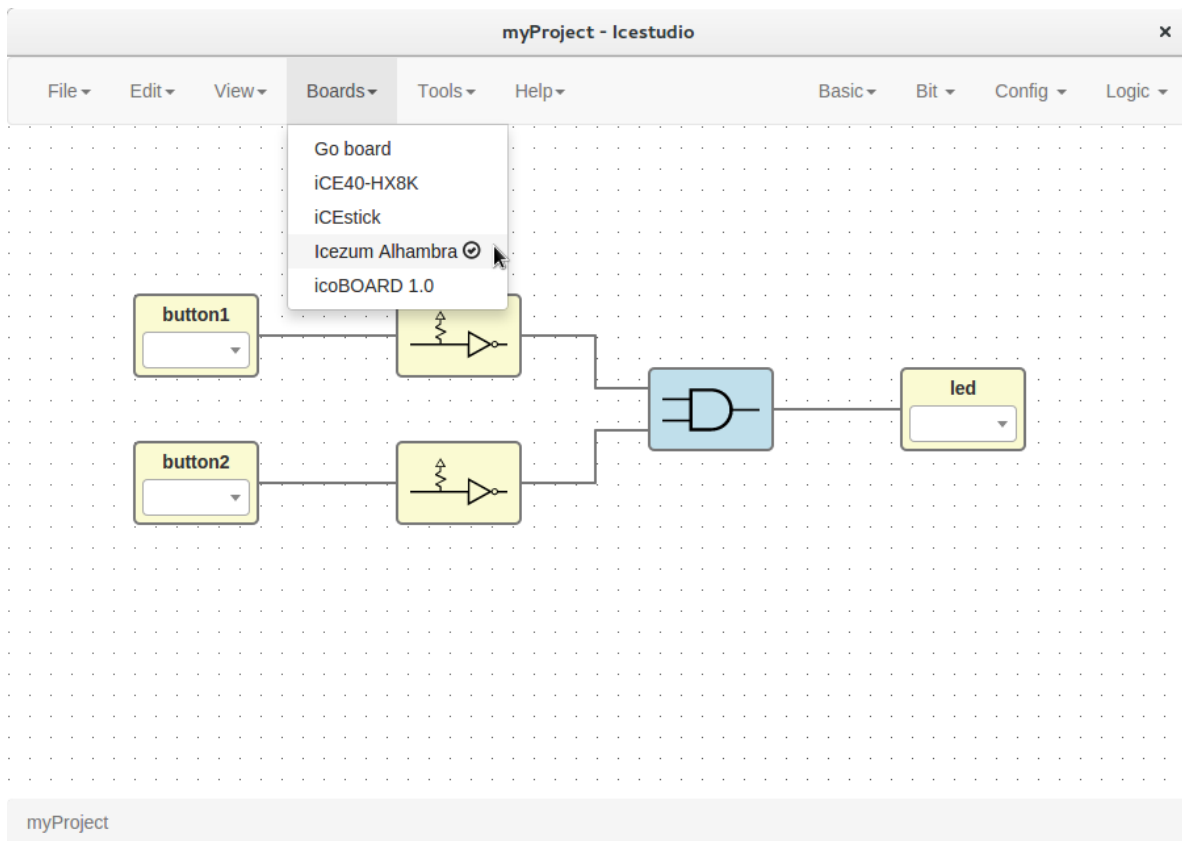 myProject - Icestudio
File Edit View Boards Tools Help Basic Bit Config Logic
Go board
iCE40-HX8K
iCEstick
Icezum Alhambra
icoBOARD 1.0
button1
led
button2
myProject